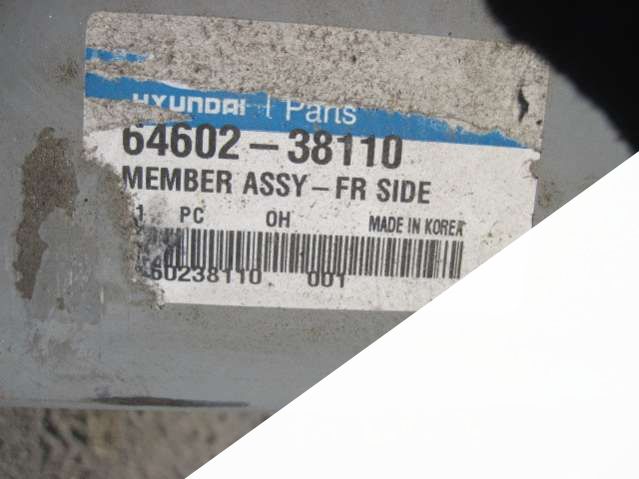 HYUNDAI | Parts
64602-38110
MEMBER ASSY-FR SIDE
1 PC OH MADE IN KOREA
60238110 001